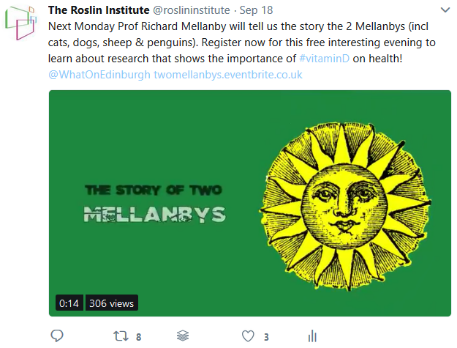 The Roslin Institute @roslininstitute · Sep 18
Next Monday Prof Richard Mellanby will tell us the story the 2 Mellanbys (incl
cats, dogs, sheep & penguins). Register now for this free interesting evening to
learn about research that shows the importance of #vitaminD on health!
@WhatOnEdinburgh twomellanbys.eventbrite.co.uk
THE STORY OF TWO
MELLANBYS
0:14 306 views
8 3